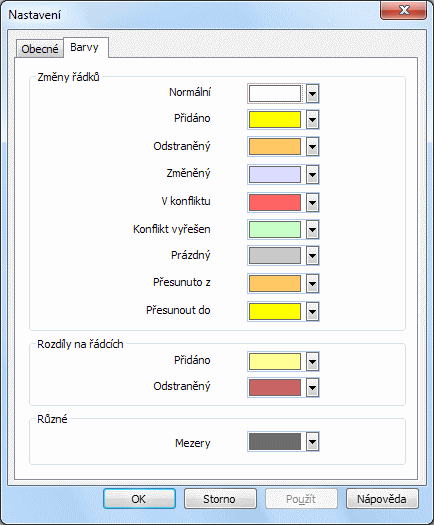 Nastavení
Obecné Barvy
Změny řádků
Normální
Přidáno
Odstraněný
Změněný
V konfliktu
Konflikt vyřešen
Prázdný
Přesunuto z
Přesunout do
Rozdíly na řádcích
Přidáno
Odstraněný
Různé
Mezery
OK Storno Použít Nápověda